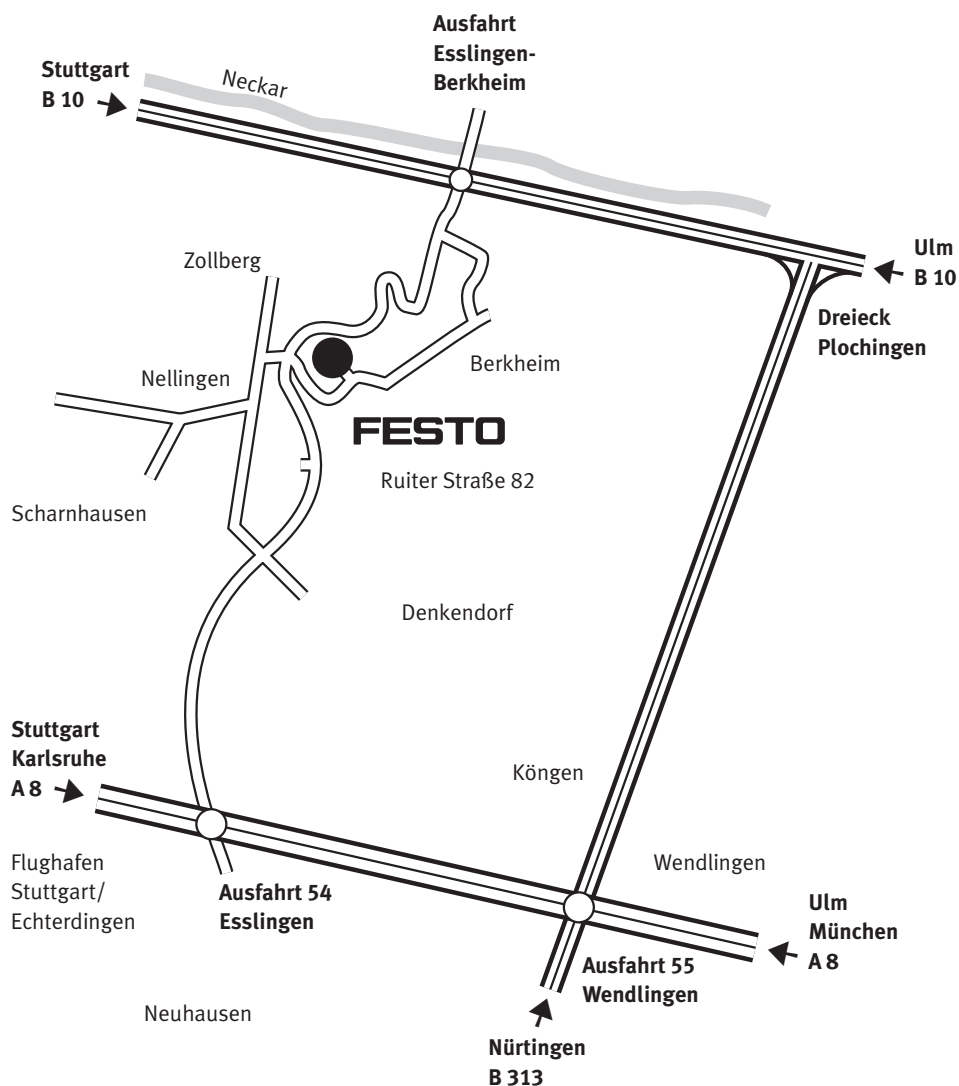 Ausfahrt
Esslingen-
Berkheim
Stuttgart
B 10
Neckar
Zollberg
Ulm
B 10
Dreieck
Plochingen
Berkheim
Nellingen
FESTO
Ruiter Straße 82
Scharnhausen
Denkendorf
Stuttgart
Karlsruhe
A 8
Köngen
Flughafen
Stuttgart/
Echterdingen
Ausfahrt 54
Esslingen
Wendlingen
Ulm
München
A 8
Ausfahrt 55
Wendlingen
Neuhausen
Nürtingen
B 313